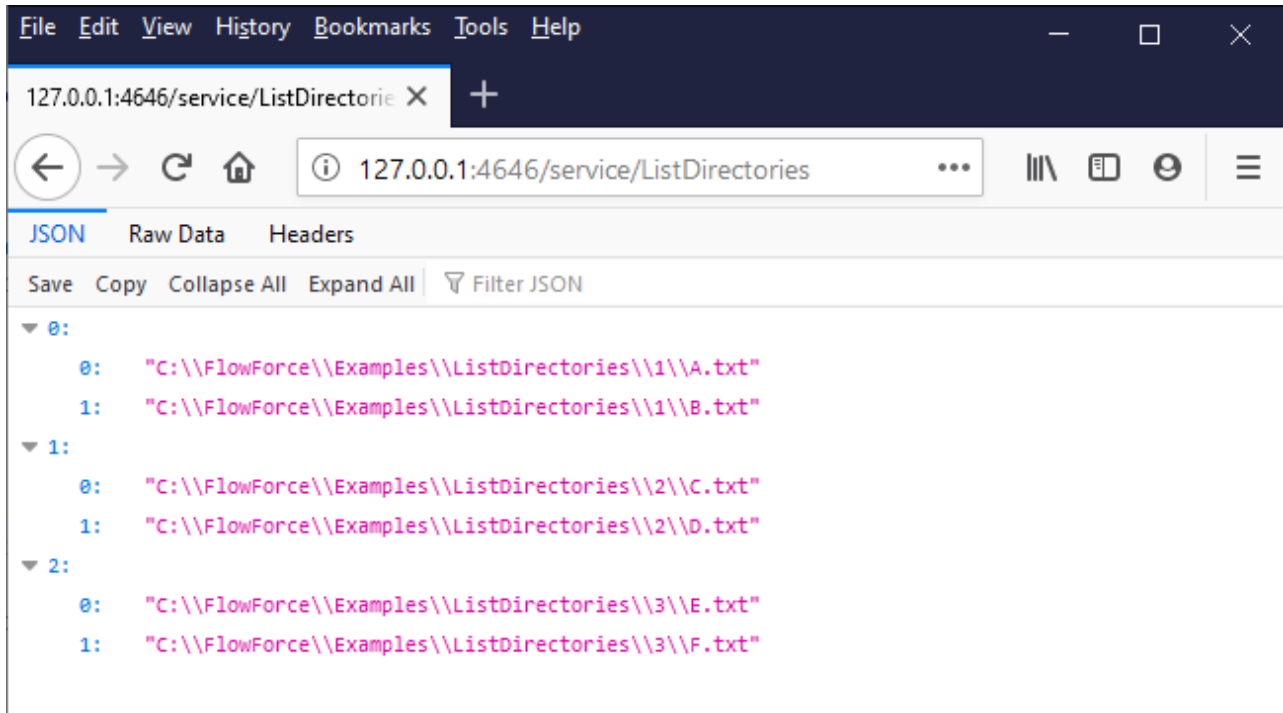 File Edit View History Bookmarks Tools Help
127.0.0.1:4646/service/ListDirectorie
127.0.0.1:4646/service/ListDirectories
JSON Raw Data Headers
Save Copy Collapse All Expand All Filter JSON
0:
0: "C:\\FlowForce\\Examples\\ListDirectories\\1\\A.txt"
1: "C:\\FlowForce\\Examples\\ListDirectories\\1\\B.txt"
1:
0: "C:\\FlowForce\\Examples\\ListDirectories\\2\\C.txt"
1: "C:\\FlowForce\\Examples\\ListDirectories\\2\\D.txt"
2:
0: "C:\\FlowForce\\Examples\\ListDirectories\\3\\E.txt"
1: "C:\\FlowForce\\Examples\\ListDirectories\\3\\F.txt"